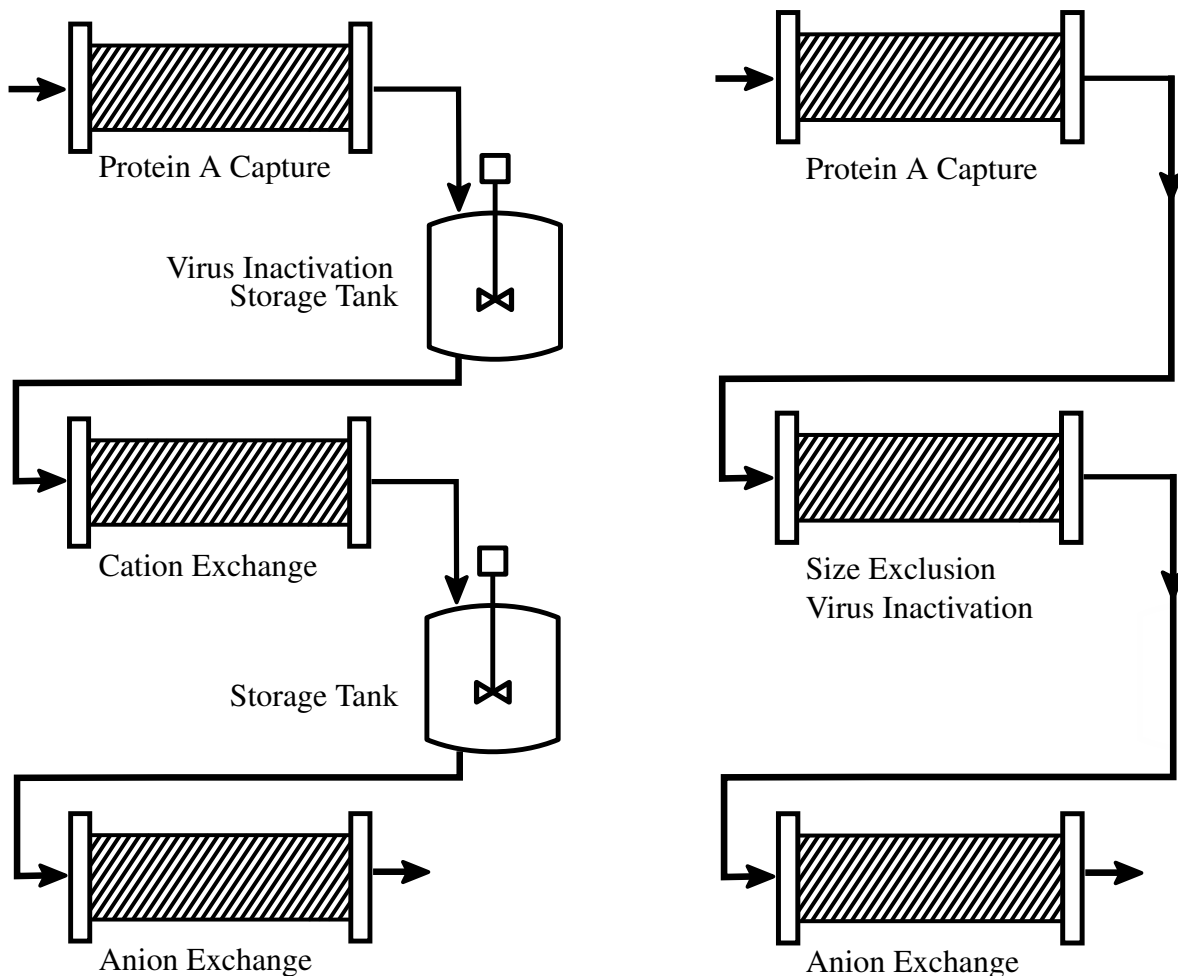 Protein A Capture
Virus Inactivation
Storage Tank
Cation Exchange
Storage Tank
Anion Exchange
Protein A Capture
Size Exclusion
Virus Inactivation
Anion Exchange